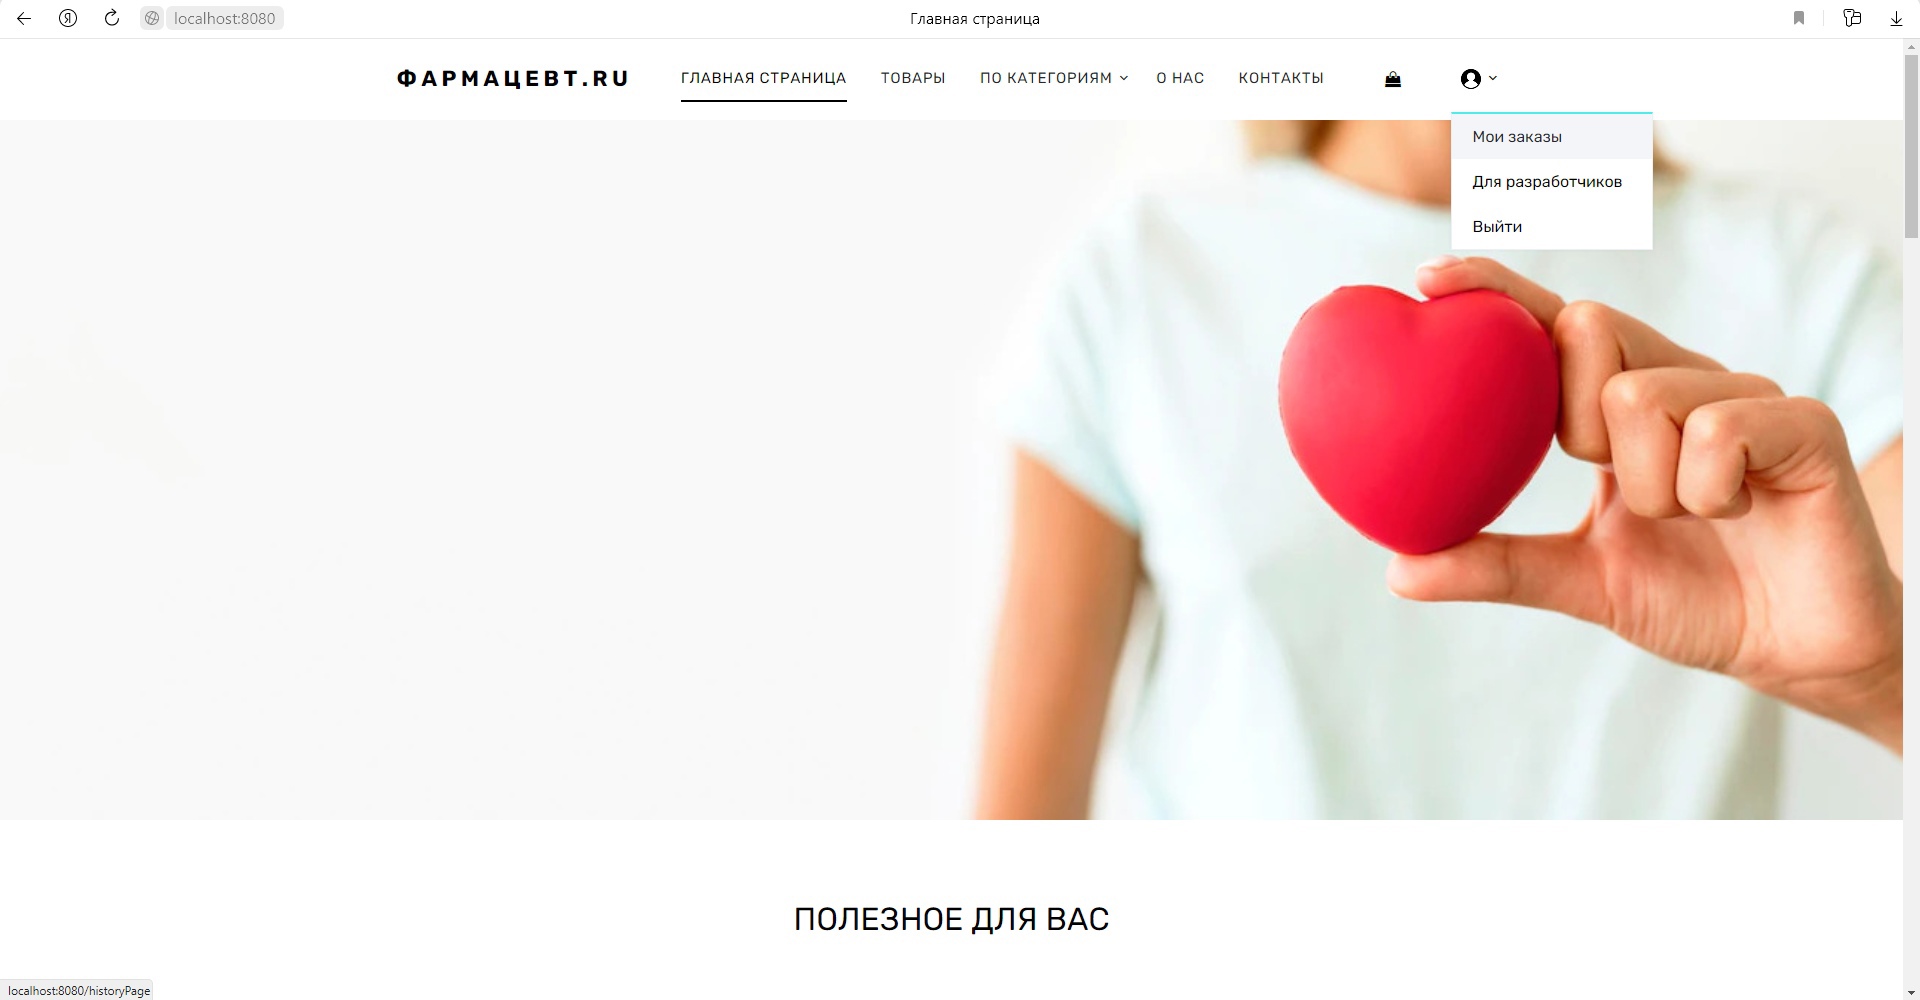 localhost:8080
Главная страница
ФАРМАЦЕВТ.RU
ГЛАВНАЯ СТРАНИЦА
ТОВАРЫ
ПО КАТЕГОРИЯМ
О НАС
КОНТАКТЫ
Мои заказы
Для разработчиков
Выйти
ПОЛЕЗНОЕ ДЛЯ ВАС
localhost:8080/historyPage